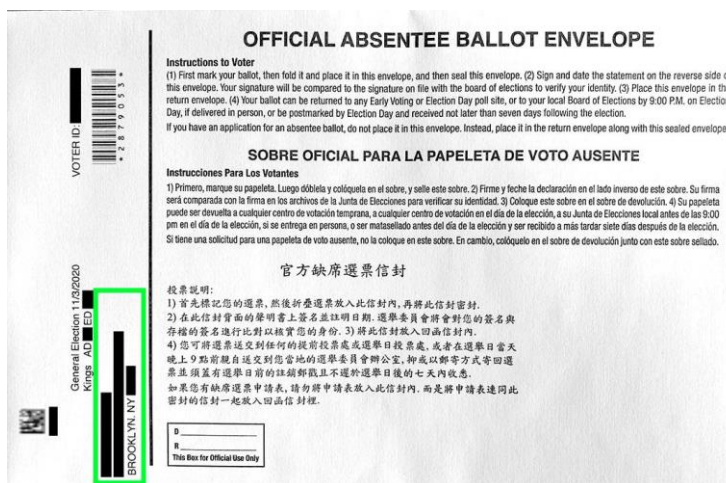 OFFICIAL ABSENTEE BALLOT ENVELOPE
Instructions to Voter
(1) First mark your ballot, then fold it and place it in this envelope, and then seal this envelope. (2) Sign and date the statement on the reverse side o
this envelope. Your signature will be compared to the signature on file with the board of elections to verify your identity. (3) Place this envelope in th
return envelope. (4) Your ballot can be returned to any Early Voting or Election Day poll site, or to your local Board of Elections by 9:00 P.M. on Election
Day, if delivered in person, or be postmarked by Election Day and received not later than seven days following the election.
If you have an application for an absentee ballot, do not place it in this envelope. Instead, place it in the return envelope along with this sealed envelope
SOBRE OFICIAL PARA LA PAPELETA DE VOTO AUSENTE
Instrucciones Para Los Votantes
1) Primero, marque su papeleta. Luego dóblela y colóquela en el sobre, y selle este sobre. 2) Firme y feche la declaración en el lado inverso de este sobre. Su firma
será comparada con la firma en los archivos de la Junta de Elecciones para verificar su identidad. 3) Coloque este sobre en el sobre de devolución. 4) Su papeleta
puede ser devuelta a cualquier centro de votación temprana, a cualquier centro de votación en el día de la elección, a su Junta de Elecciones local antes de las 9:00
pm en el día de la elección, si se entrega en persona, o ser matasellado antes del día de la elección y ser recibido a más tardar siete días después de la elección.
Si tiene una solicitud para una papeleta de voto ausente, no la coloque en este sobre. En cambio, colóquelo en el sobre de devolución junto con este sobre sellado.
官方缺席選票信封
投票說明:
1) 首先標記您的選票, 然後折疊選票放入此信封內, 再將此信封密封.
2) 在此信封背面的聲明書上簽名並註明日期. 選舉委員會將會對您的簽名與
存檔的簽名進行比對以核實您的身份. 3) 將此信封放入回函信封內.
4) 您可將選票送交到任何的提前投票處或選舉日投票處, 或者在選舉日當天
晚上 9 點前親自送交到您當地的選舉委員會辦公室, 抑或以郵寄方式寄回選
票並須蓋有選舉日前的註銷郵戳且不遲於選舉日後的七天內收悉.
如果您有缺席選票申請表, 請勿將申請表放入此信封內. 而是將申請表連同此
密封的信封一起放入回函信封裡.
D
R
This Box for Official Use Only
VOTER ID:
*2879053*
General Election 11/3/2020
Kings AD ED
BROOKLYN. NY